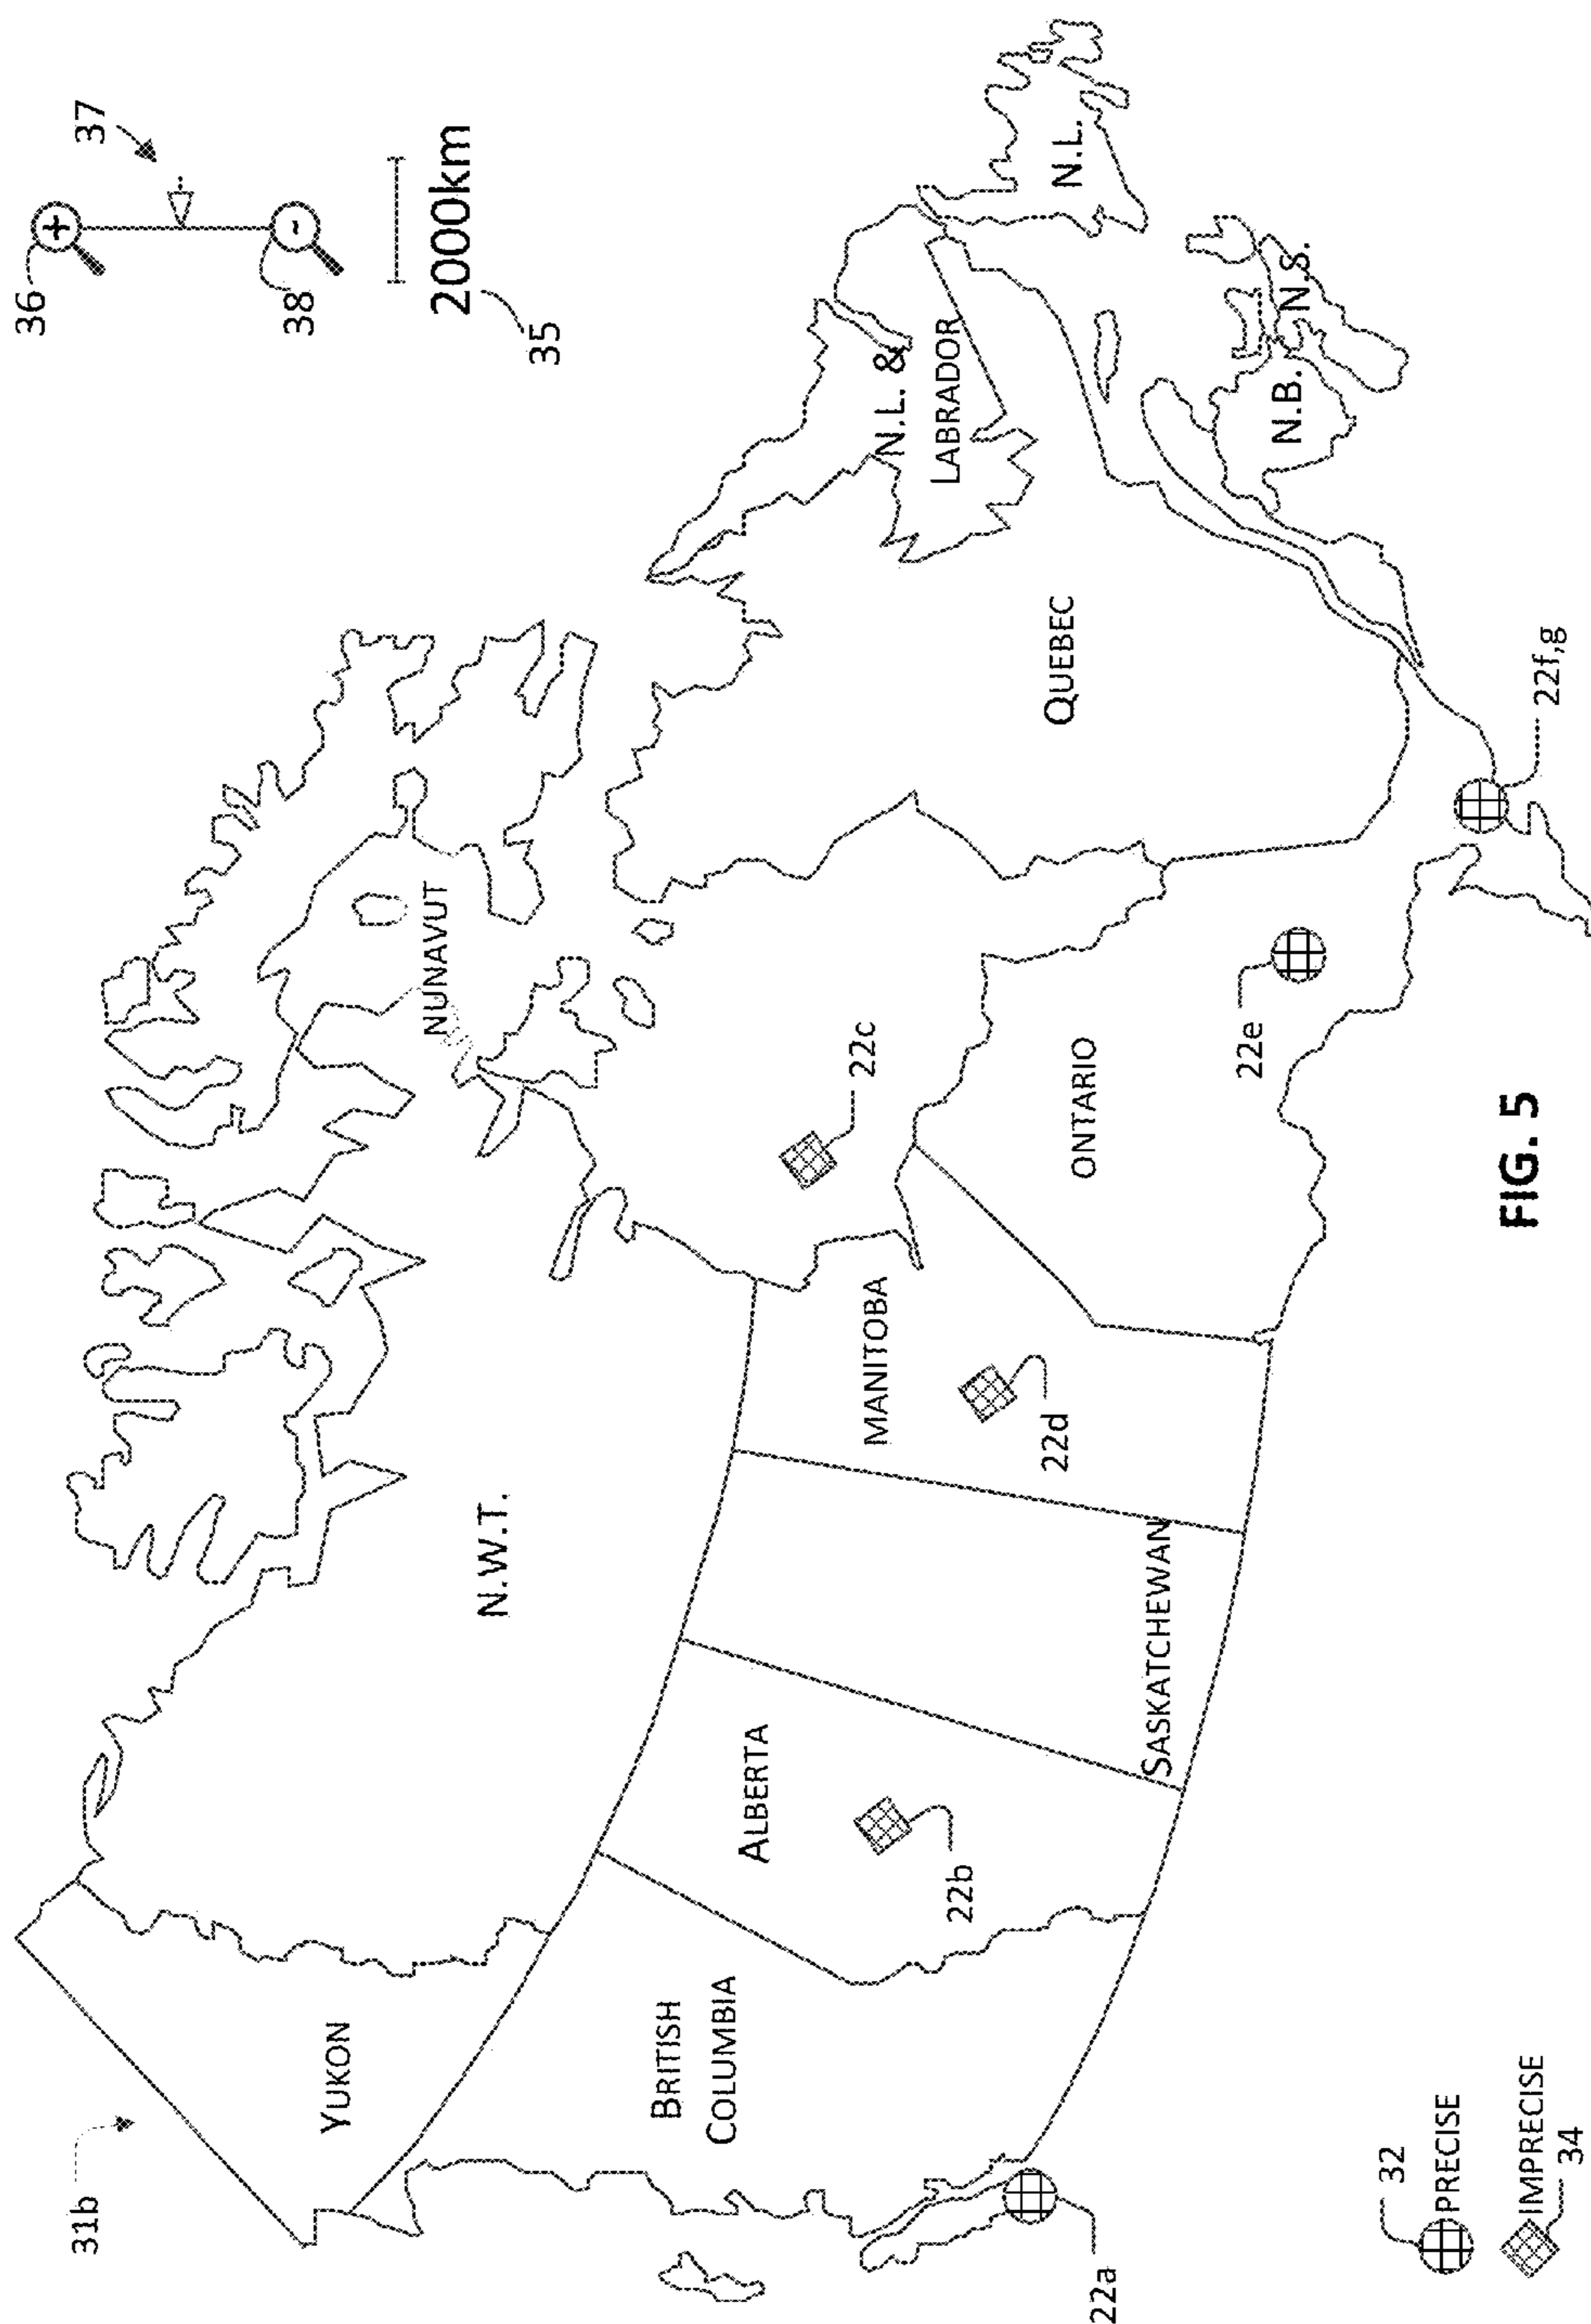 31b
36
37
38
2000km
35
YUKON
N.W.T.
NUNAVUT
BRITISH
COLUMBIA
ALBERTA
22b
SASKATCHEWAN
MANITOBA
22d
22c
ONTARIO
22e
QUEBEC
N.L. &
LABRADOR
N.L.
N.B.
N.S.
22a
22f,g
32
PRECISE
IMPRECISE
34
FIG. 5